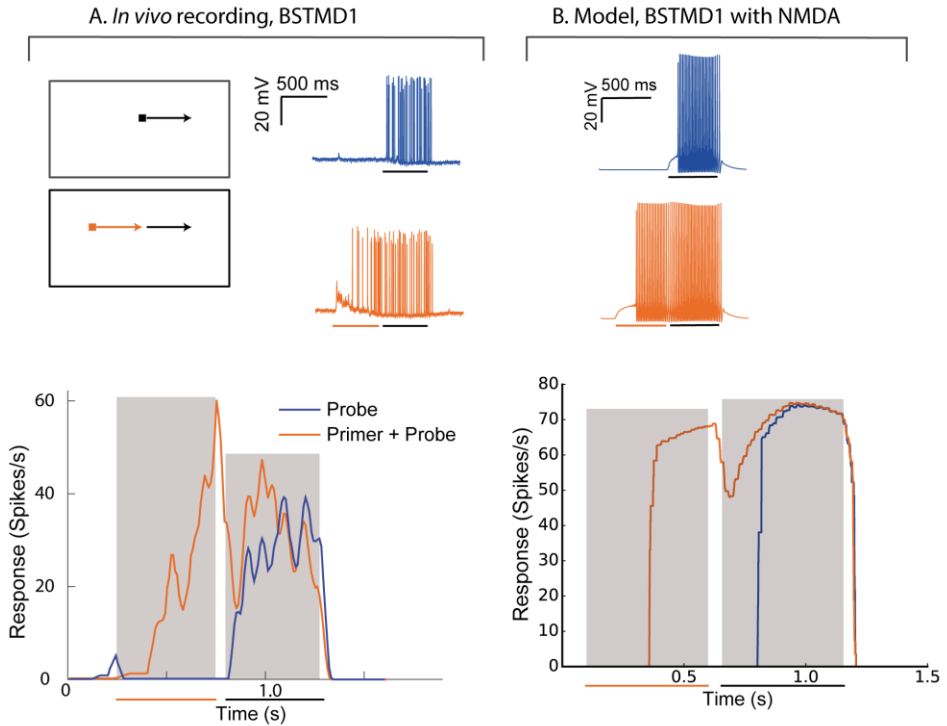 A. In vivo recording, BSTMD1
B. Model, BSTMD1 with NMDA
500 ms
20 mV
500 ms
20 mV
60
40
20
0
Response (Spikes/s)
Probe
Primer + Probe
0
1.0
Time (s)
80
70
60
50
40
30
20
10
0
Response (Spikes/s)
0.5
1.0
1.5
Time (s)